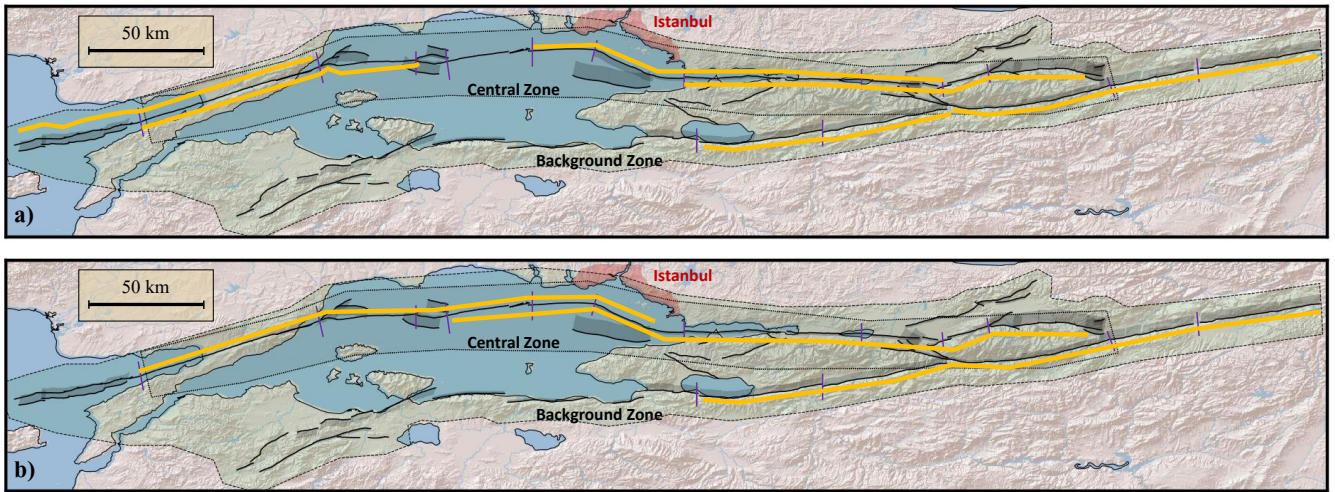 50 km
Istanbul
Central Zone
Background Zone
a)
50 km
Istanbul
Central Zone
Background Zone
b)